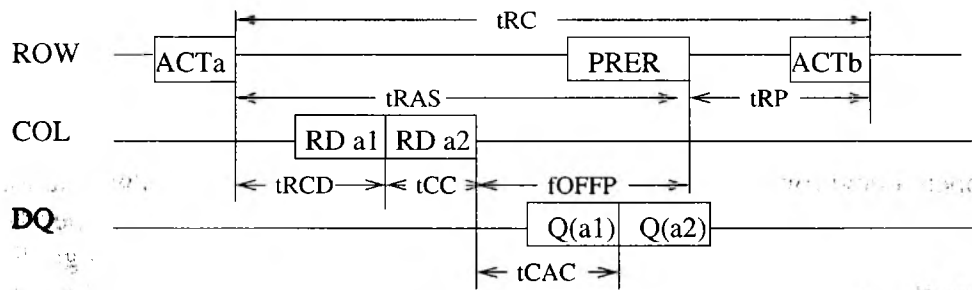 tRC
ROW ACTa PRER ACTb
tRAS tRP
COL RD a1 RD a2
tRCD tCC fOFFP
DQ Q(a1) Q(a2)
tCAC